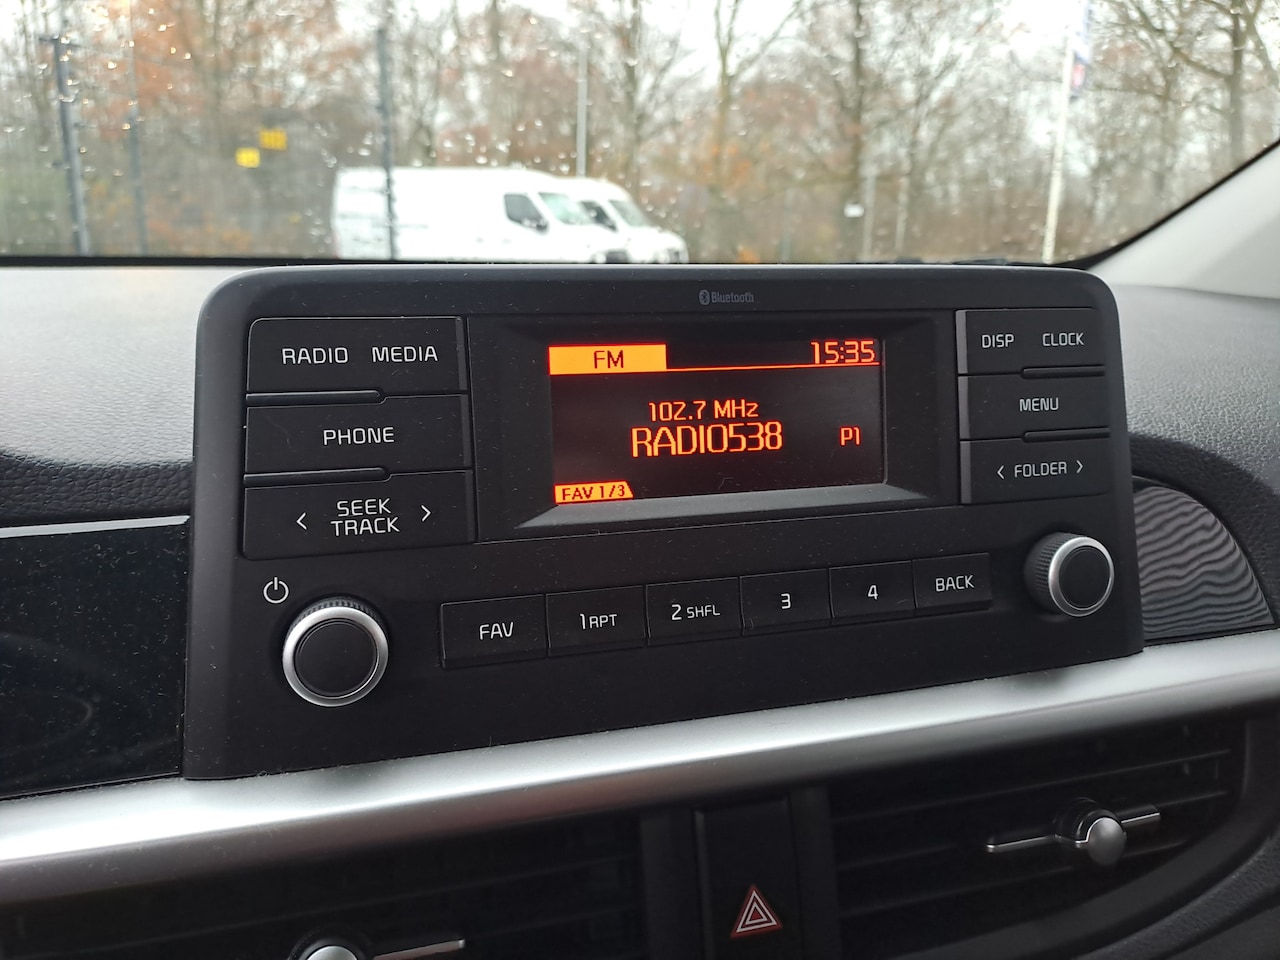 Bluetooth
RADIO MEDIA
PHONE
< SEEK TRACK >
FM 15:35
102.7 MHz
RADIO538 P1
FAV 1/3
DISP CLOCK
MENU
< FOLDER >
FAV 1 RPT 2 SHFL 3 4 BACK